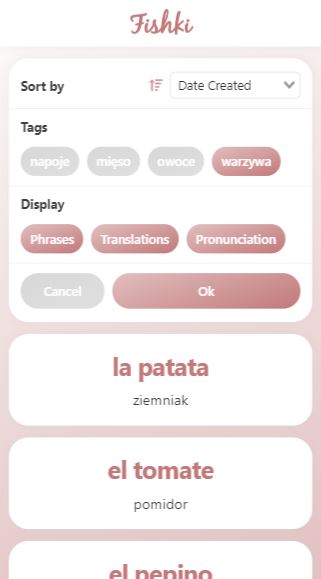 Fishki
Sort by Date Created
Tags
napoje mięso owoce warzywa
Display
Phrases Translations Pronunciation
Cancel Ok
la patata
ziemniak
el tomate
pomidor
el pepino